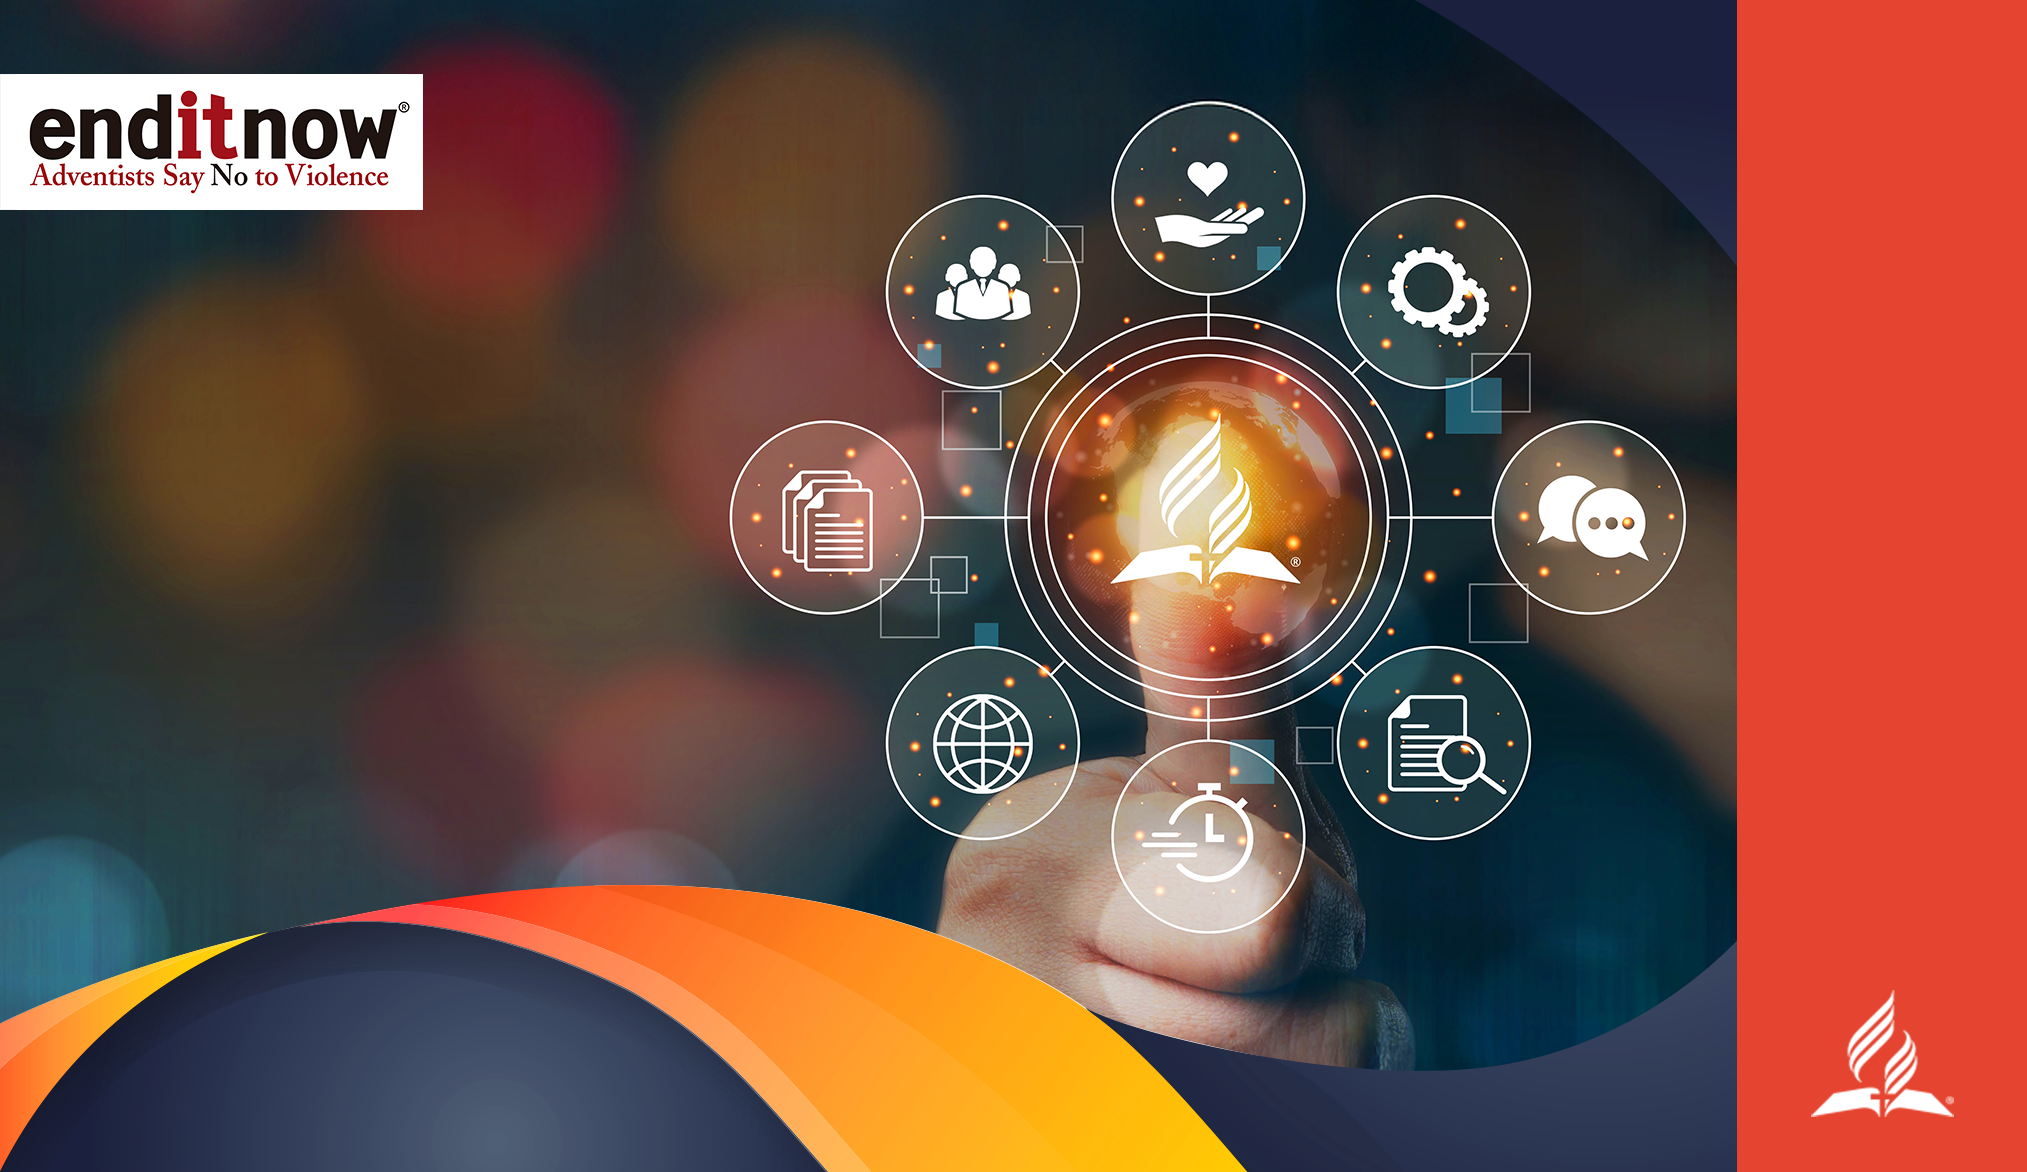 enditnow®
Adventists Say No to Violence
®
®